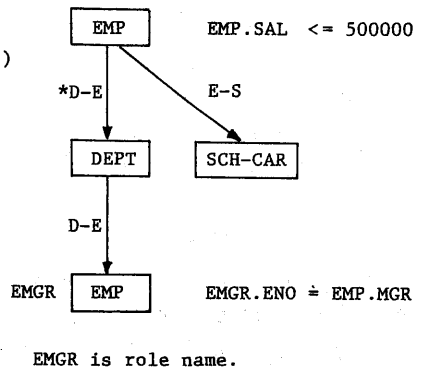 EMP EMP.SAL <= 500000
)
*D-E E-S
DEPT SCH-CAR
D-E
EMGR EMP EMGR.ENO = EMP.MGR
EMGR is role name.